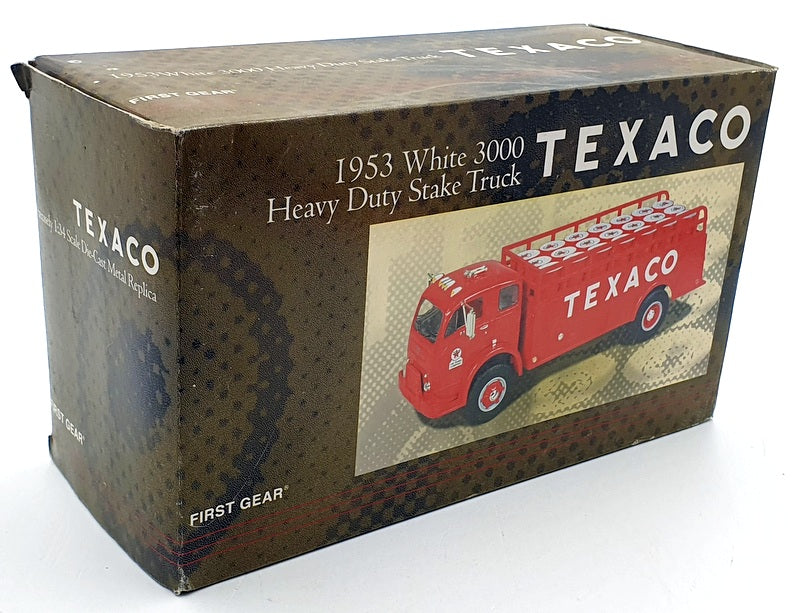 1953 White 3000 Heavy Duty Stake Truck TEXACO
FIRST GEAR®
1953 White 3000 TEXACO
Heavy Duty Stake Truck
TEXACO
FIRST GEAR®
TEXACO
1:34 Scale Die-Cast Metal Replica
FIRST GEAR®